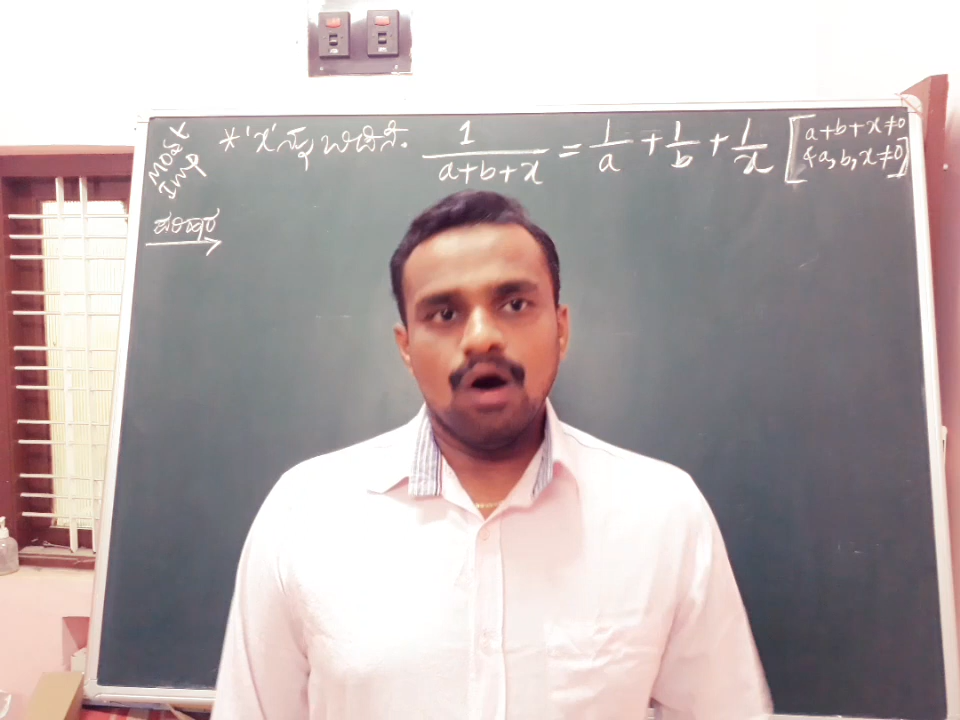 Most Imp
* 'x' ನ್ನು ಬಿಡಿಸಿ. 1/(a+b+x) = 1/a + 1/b + 1/x [a+b+x≠0
& a, b, x≠0]
ಪರಿಹಾರ